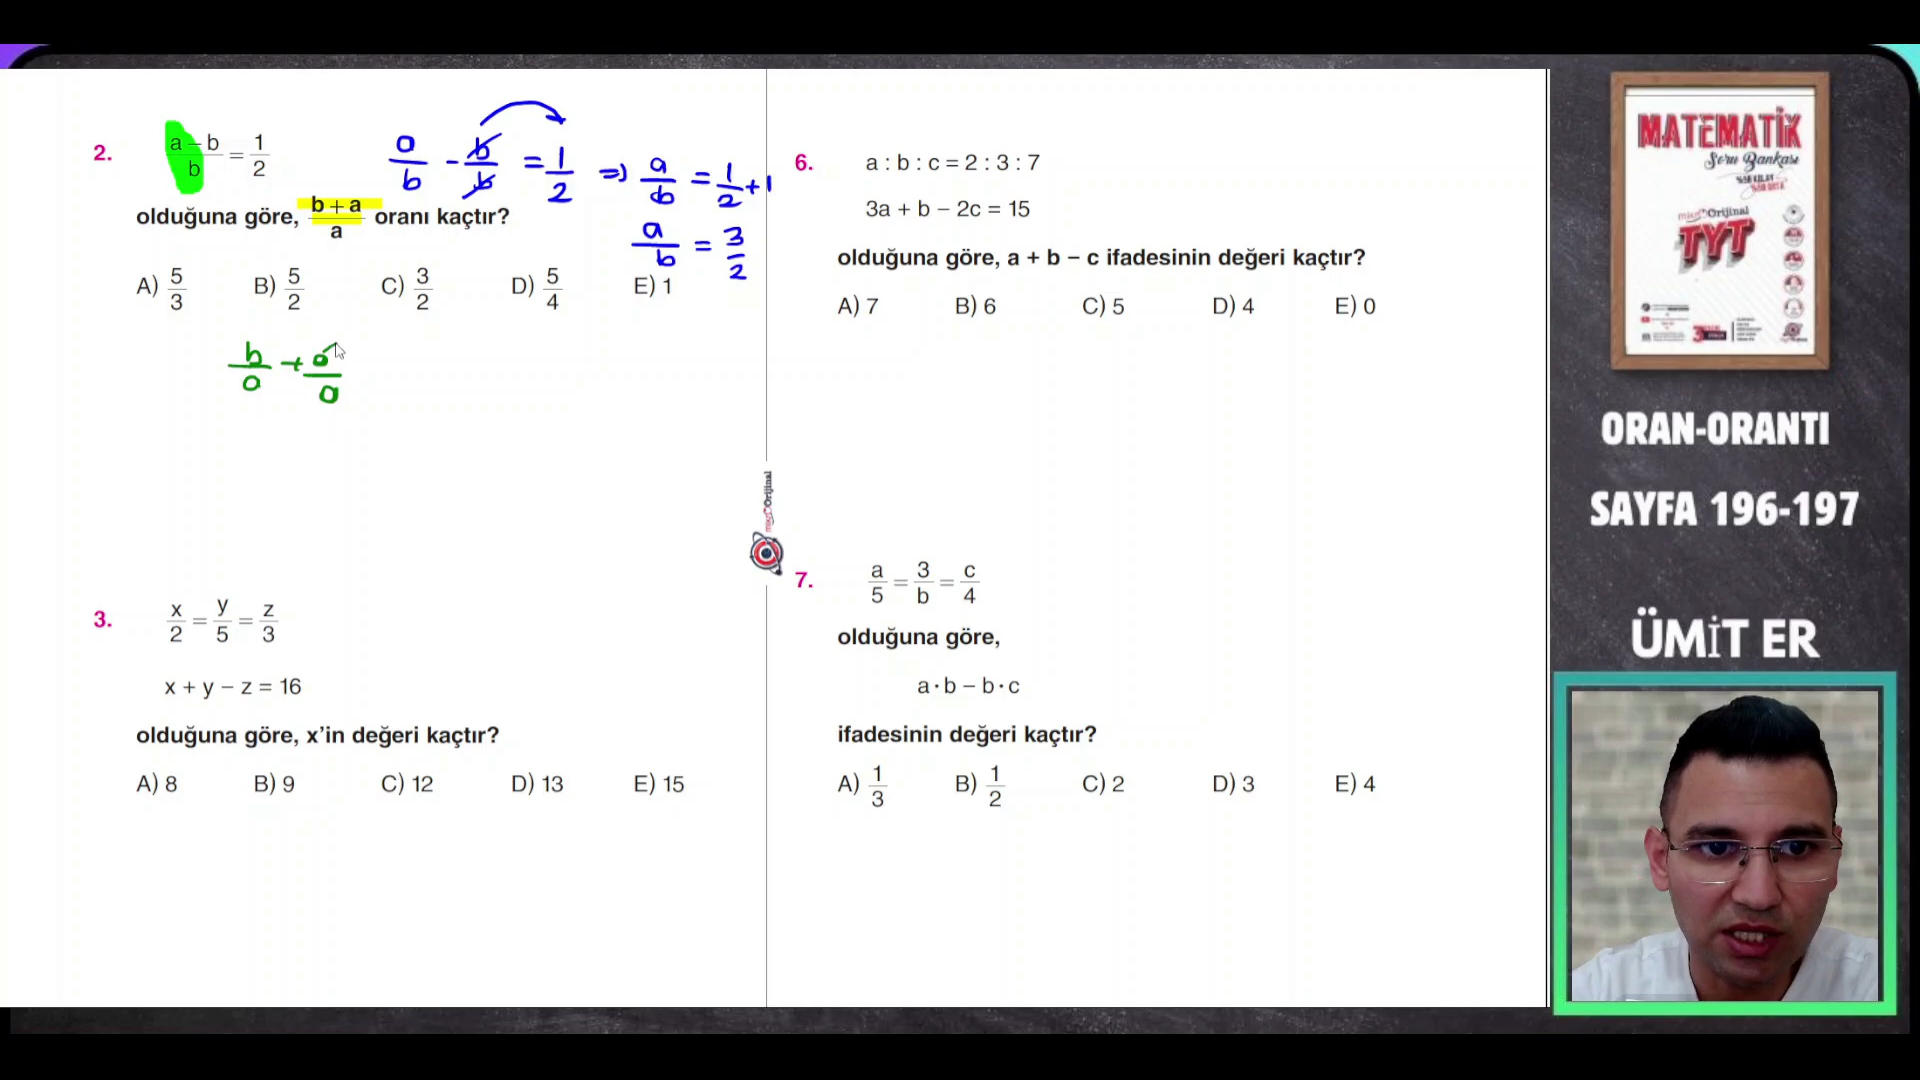 2. a − b / b = 1/2
a/b - b/b = 1/2 ⇒ a/b = 1/2 + 1
a/b = 3/2
olduğuna göre, b + a / a oranı kaçtır?
A) 5/3 B) 5/2 C) 3/2 D) 5/4 E) 1
b/a + a/a
3. x/2 = y/5 = z/3
x + y − z = 16
olduğuna göre, x’in değeri kaçtır?
A) 8 B) 9 C) 12 D) 13 E) 15
mikro Orijinal
6. a : b : c = 2 : 3 : 7
3a + b − 2c = 15
olduğuna göre, a + b − c ifadesinin değeri kaçtır?
A) 7 B) 6 C) 5 D) 4 E) 0
7. a/5 = 3/b = c/4
olduğuna göre,
a · b − b · c
ifadesinin değeri kaçtır?
A) 1/3 B) 1/2 C) 2 D) 3 E) 4
MATEMATİK
Soru Bankası
Orijinal
TYT
ORAN-ORANTI
SAYFA 196-197
ÜMİT ER